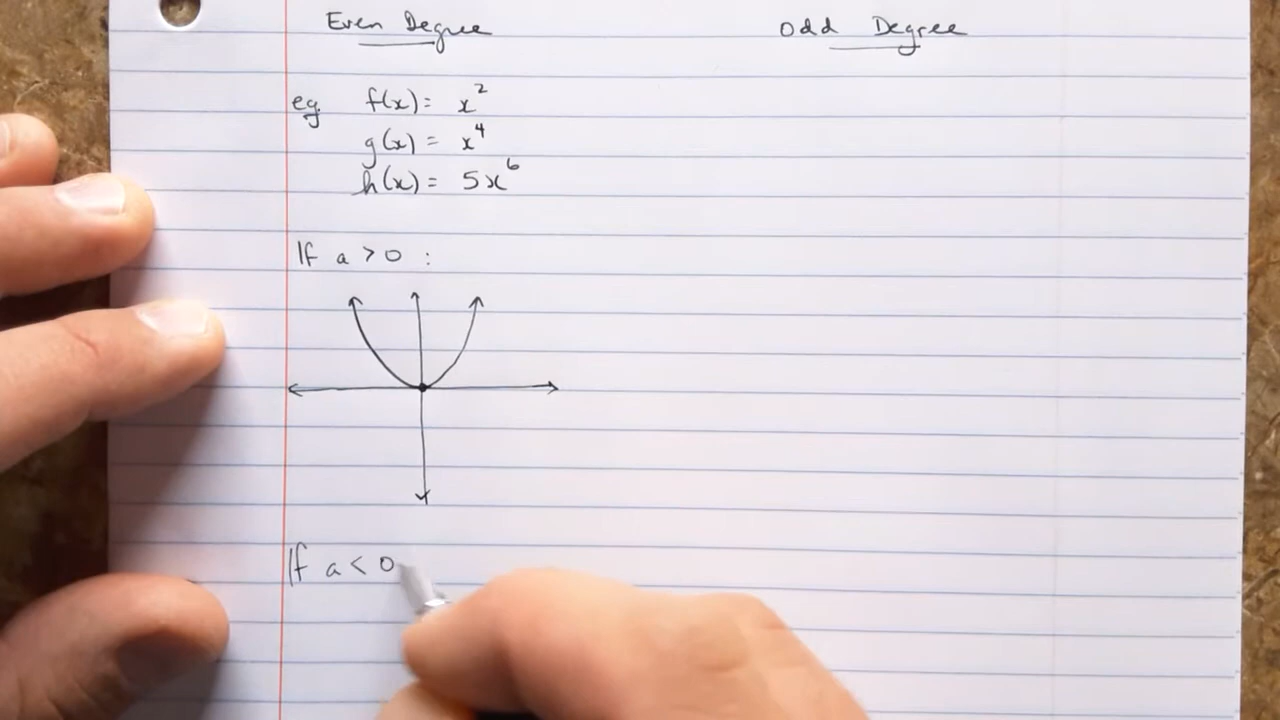 Even Degree
Odd Degree
eg. f(x) = x²
g(x) = x⁴
h(x) = 5x⁶
If a > 0 :
If a < 0